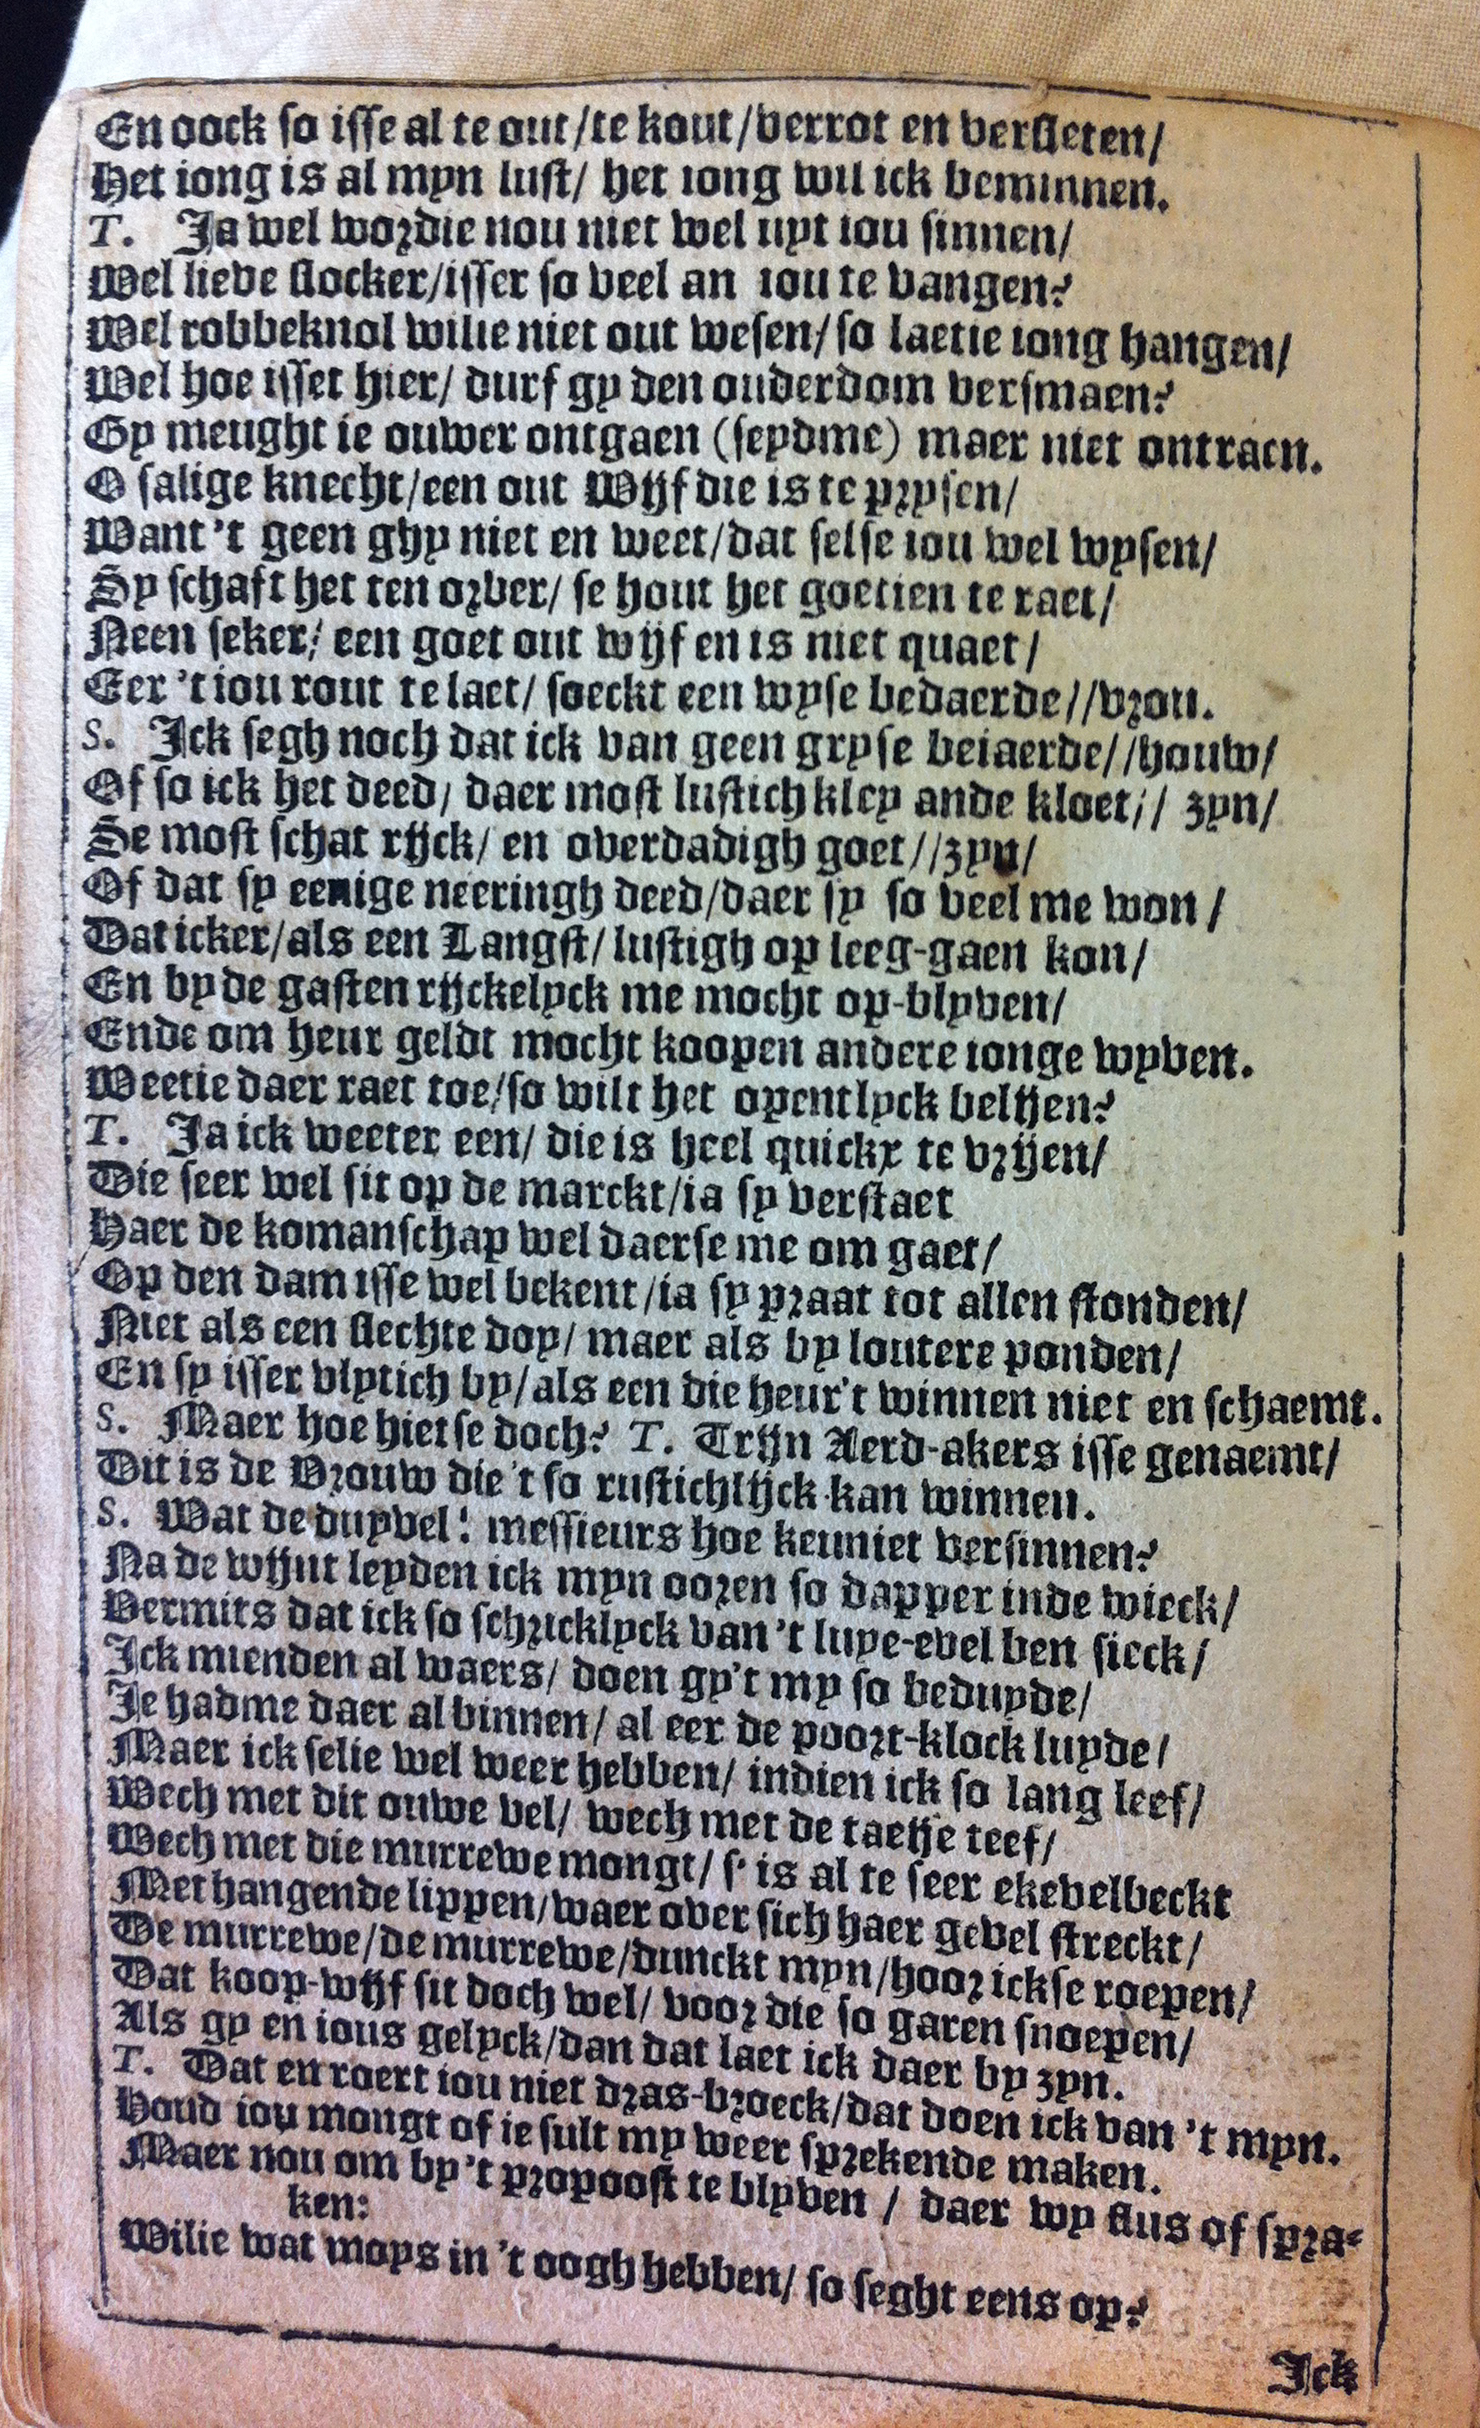 En oock so isse al te out/te kout/verrot en versleten/
Het iong is al myn lust/ het iong wil ick beminnen.
T. Ja wel wordie nou niet wel uyt iou sinnen/
Wel lieve slocker/isser so veel an iou te vangen?
Wel robbeknol wilie niet out wesen/so laetie iong hangen/
Wel hoe isset hier/ durf gy den ouderdom versmaen?
Gy meught ie ouwer ontgaen (seydme) maer niet ontraen.
O salige knecht/een out Wijf die is te prysen/
Want 't geen ghy niet en weet/dat selse iou wel wysen/
Sy schaft het ten orber/ se hout het goetien te raet/
Neen seker/ een goet out wijf en is niet quaet/
Eer 't iou rout te laet/ soeckt een wyse bedaerde//vrou.
S. Ick segh noch dat ick van geen gryse beiaerde//houw/
Of so ick het deed/ daer most lustich kley ande kloet// zyn/
Se most schat rijck/ en overdadigh goet//zyn/
Of dat sy eenige neeringh deed/daer sy so veel me won/
Dat icker/als een Langst/ lustigh op leeg-gaen kon/
En by de gasten rijckelyck me mocht op-blyven/
Ende om heur geldt mocht koopen andere ionge wyven.
Weetie daer raet toe/so wilt het opentlyck belijen?
T. Ja ick weeter een/ die is heel quickx te vrijen/
Die seer wel sit op de marckt/ia sy verstaet
Haer de komanschap wel daerse me om gaet/
Op den dam isse wel bekent/ia sy praat tot allen stonden/
Niet als een slechte doy/ maer als by loutere ponden/
En sy isser vlytich by/als een die heur't winnen niet en schaemt.
S. Maer hoe hietse doch? T. Trijn Aerd-akers isse genaemt/
Dit is de Vrouw die 't so rustichlijck kan winnen.
S. Wat de duyvel! messieurs hoe keuniet versinnen?
Na de wijnt leyden ick myn ooren so dapper inde wieck/
Vermits dat ick so schricklyck van 't luye-evel ben sieck/
Ick mienden al waers/ doen gy't my so beduyde/
Je hadme daer al binnen/ al eer de poort-klock luyde/
Maer ick selie wel weer hebben/ indien ick so lang leef/
Wech met dit ouwe vel/ wech met de taetje teef/
Wech met die murrewe mongt/ s' is al te seer ekevelbeckt
Met hangende lippen/waer over sich haer gevel streckt/
De murrewe/de murrewe/dunckt myn/hoor ickse roepen/
Dat koop-wijf sit doch wel/ voor die so garen snoepen/
Als gy en ious gelyck/dan dat laet ick daer by zyn.
T. Dat en roert iou niet dras-broeck/dat doen ick van 't myn.
Houd iou mongt of ie sult my weer sprekende maken.
Maer nou om by 't propoost te blyven / daer wy flus of spra-
ken:
Wilie wat moys in 't oogh hebben/ so seght eens op?
Ick